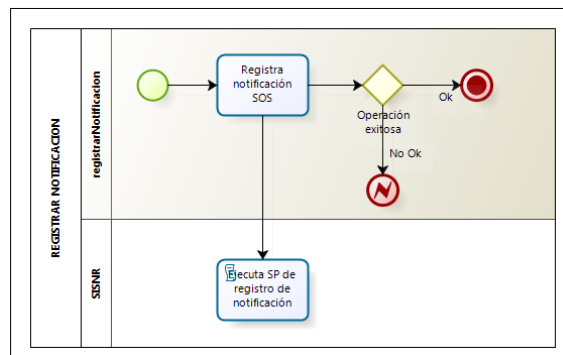 REGISTRAR NOTIFICACION
registrarNotificacion
Registra
notificación
SOS
Operación
exitosa
Ok
No Ok
SISNR
Ejecuta SP de
registro de
notificación